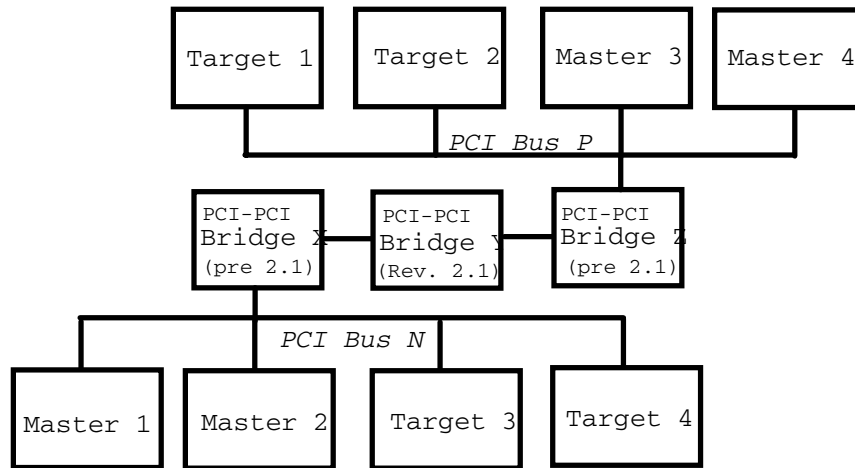 Target 1
Target 2
Master 3
Master 4
PCI Bus P
PCI-PCI
Bridge X
(pre 2.1)
PCI-PCI
Bridge Y
(Rev. 2.1)
PCI-PCI
Bridge Z
(pre 2.1)
PCI Bus N
Master 1
Master 2
Target 3
Target 4